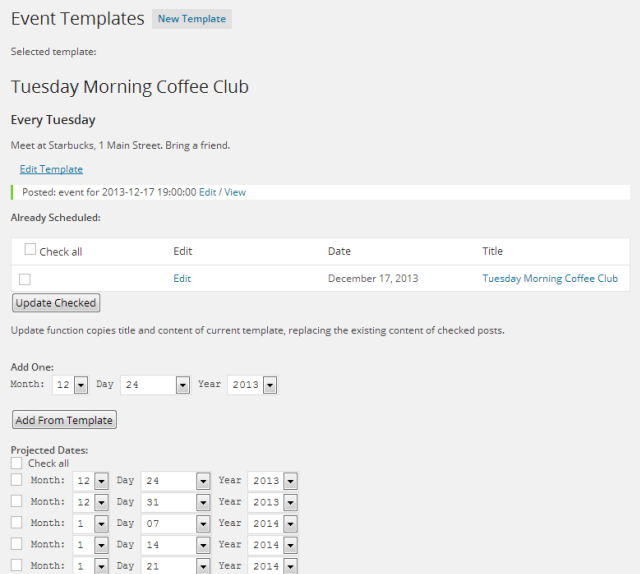 Event Templates New Template
Selected template:
Tuesday Morning Coffee Club
Every Tuesday
Meet at Starbucks, 1 Main Street. Bring a friend.
Edit Template
Posted: event for 2013-12-17 19:00:00 Edit / View
Already Scheduled:
Check all Edit Date Title
Edit December 17, 2013 Tuesday Morning Coffee Club
Update Checked
Update function copies title and content of current template, replacing the existing content of checked posts.
Add One:
Month: 12 Day 24 Year 2013
Add From Template
Projected Dates:
Check all
Month: 12 Day 24 Year 2013
Month: 12 Day 31 Year 2013
Month: 1 Day 07 Year 2014
Month: 1 Day 14 Year 2014
Month: 1 Day 21 Year 2014